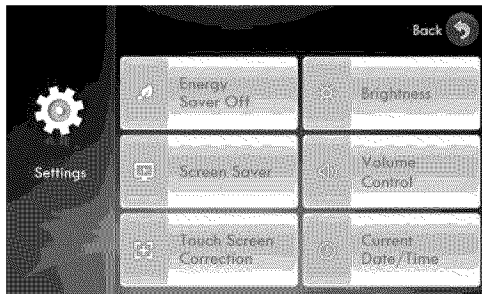 Back
Settings
Energy
Saver Off
Brightness
Screen Saver
Volume
Control
Touch Screen
Correction
Current
Date/Time